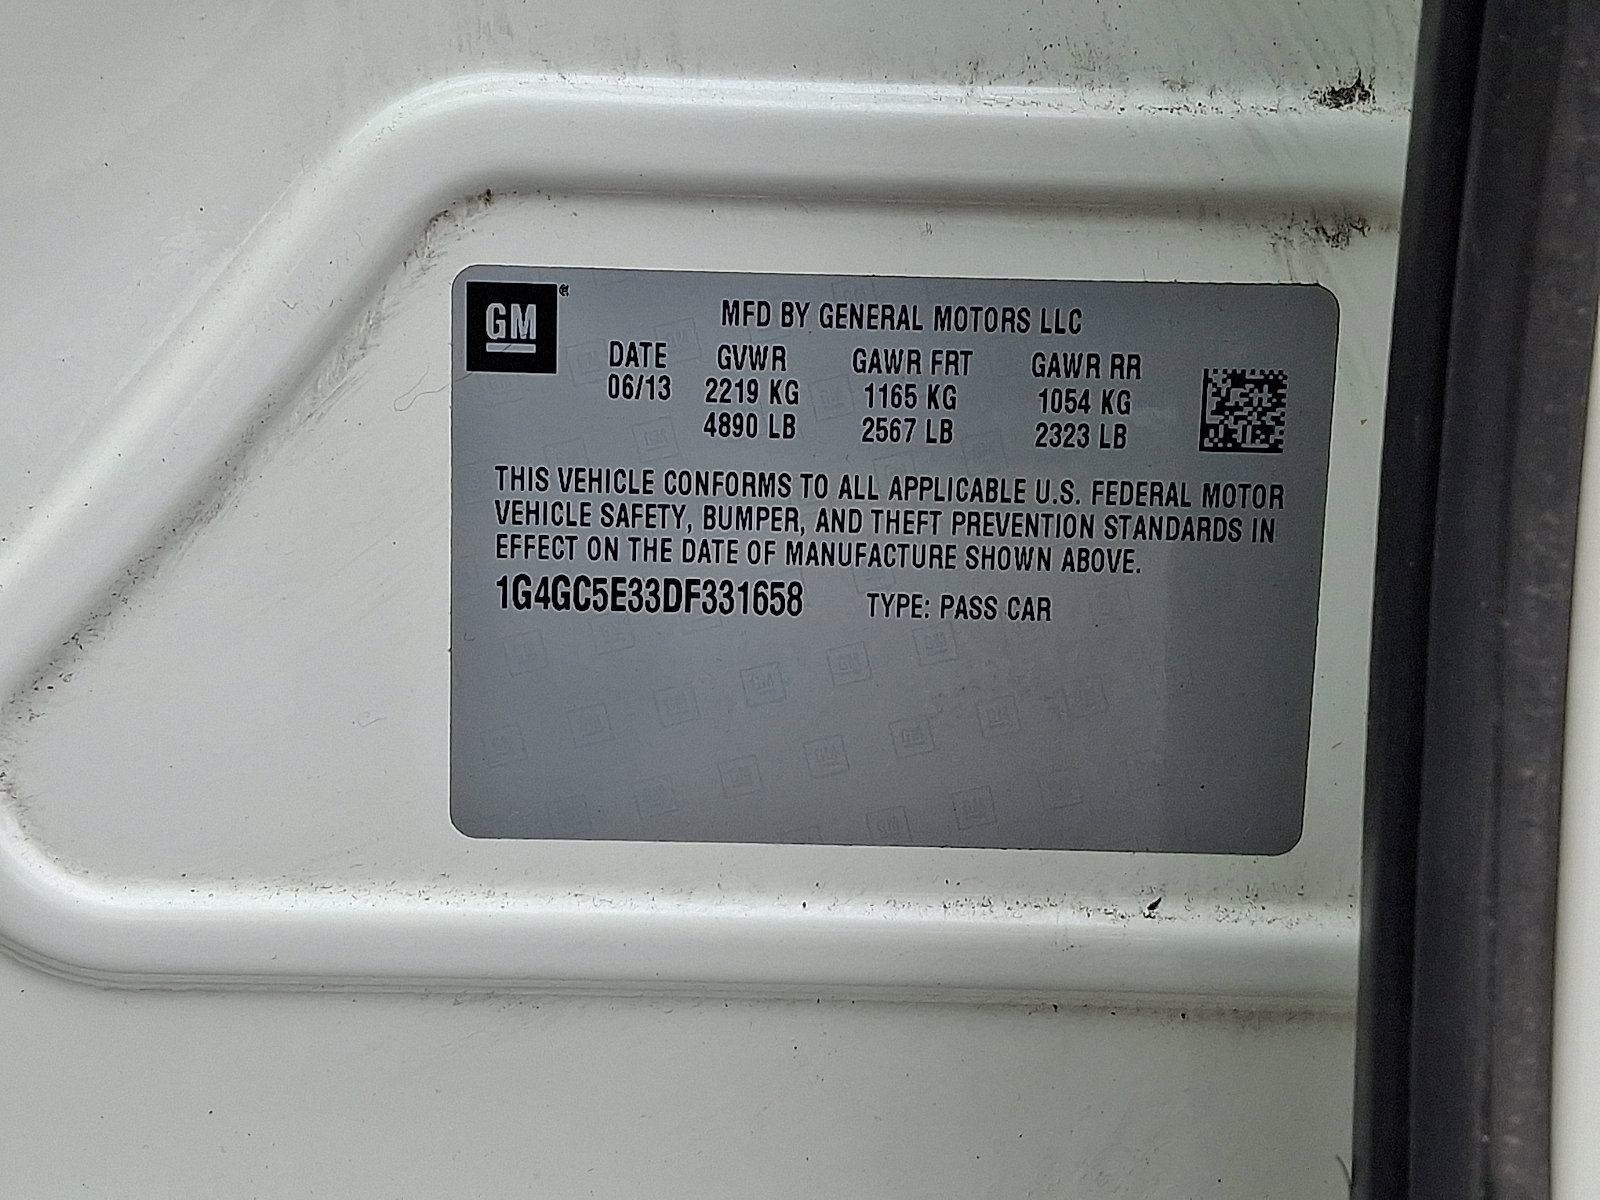 GM®
MFD BY GENERAL MOTORS LLC
DATE GVWR GAWR FRT GAWR RR
06/13 2219 KG 1165 KG 1054 KG
4890 LB 2567 LB 2323 LB
THIS VEHICLE CONFORMS TO ALL APPLICABLE U.S. FEDERAL MOTOR
VEHICLE SAFETY, BUMPER, AND THEFT PREVENTION STANDARDS IN
EFFECT ON THE DATE OF MANUFACTURE SHOWN ABOVE.
1G4GC5E33DF331658 TYPE: PASS CAR